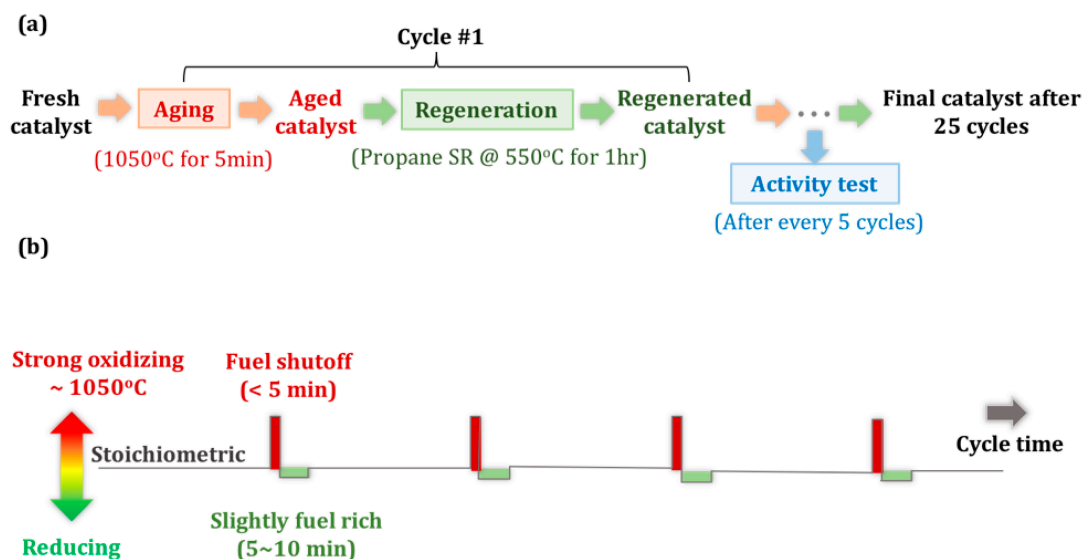 (a)
Cycle #1
Fresh
catalyst
Aging
Aged
catalyst
Regeneration
Regenerated
catalyst
...
Final catalyst after
25 cycles
(1050°C for 5min)
(Propane SR @ 550°C for 1hr)
Activity test
(After every 5 cycles)
(b)
Strong oxidizing
~ 1050°C
Fuel shutoff
(< 5 min)
Stoichiometric
Cycle time
Slightly fuel rich
(5~10 min)
Reducing